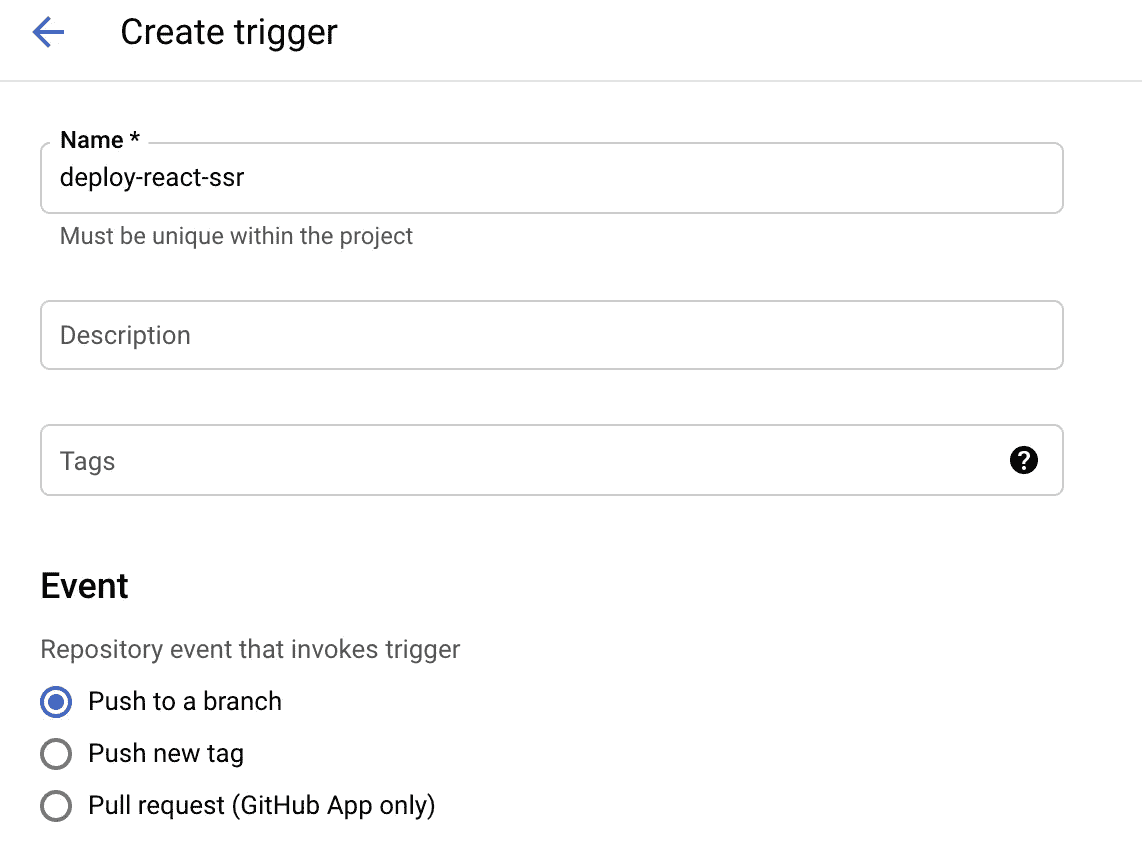 Create trigger
Name *
deploy-react-ssr
Must be unique within the project
Description
Tags
?
Event
Repository event that invokes trigger
Push to a branch
Push new tag
Pull request (GitHub App only)